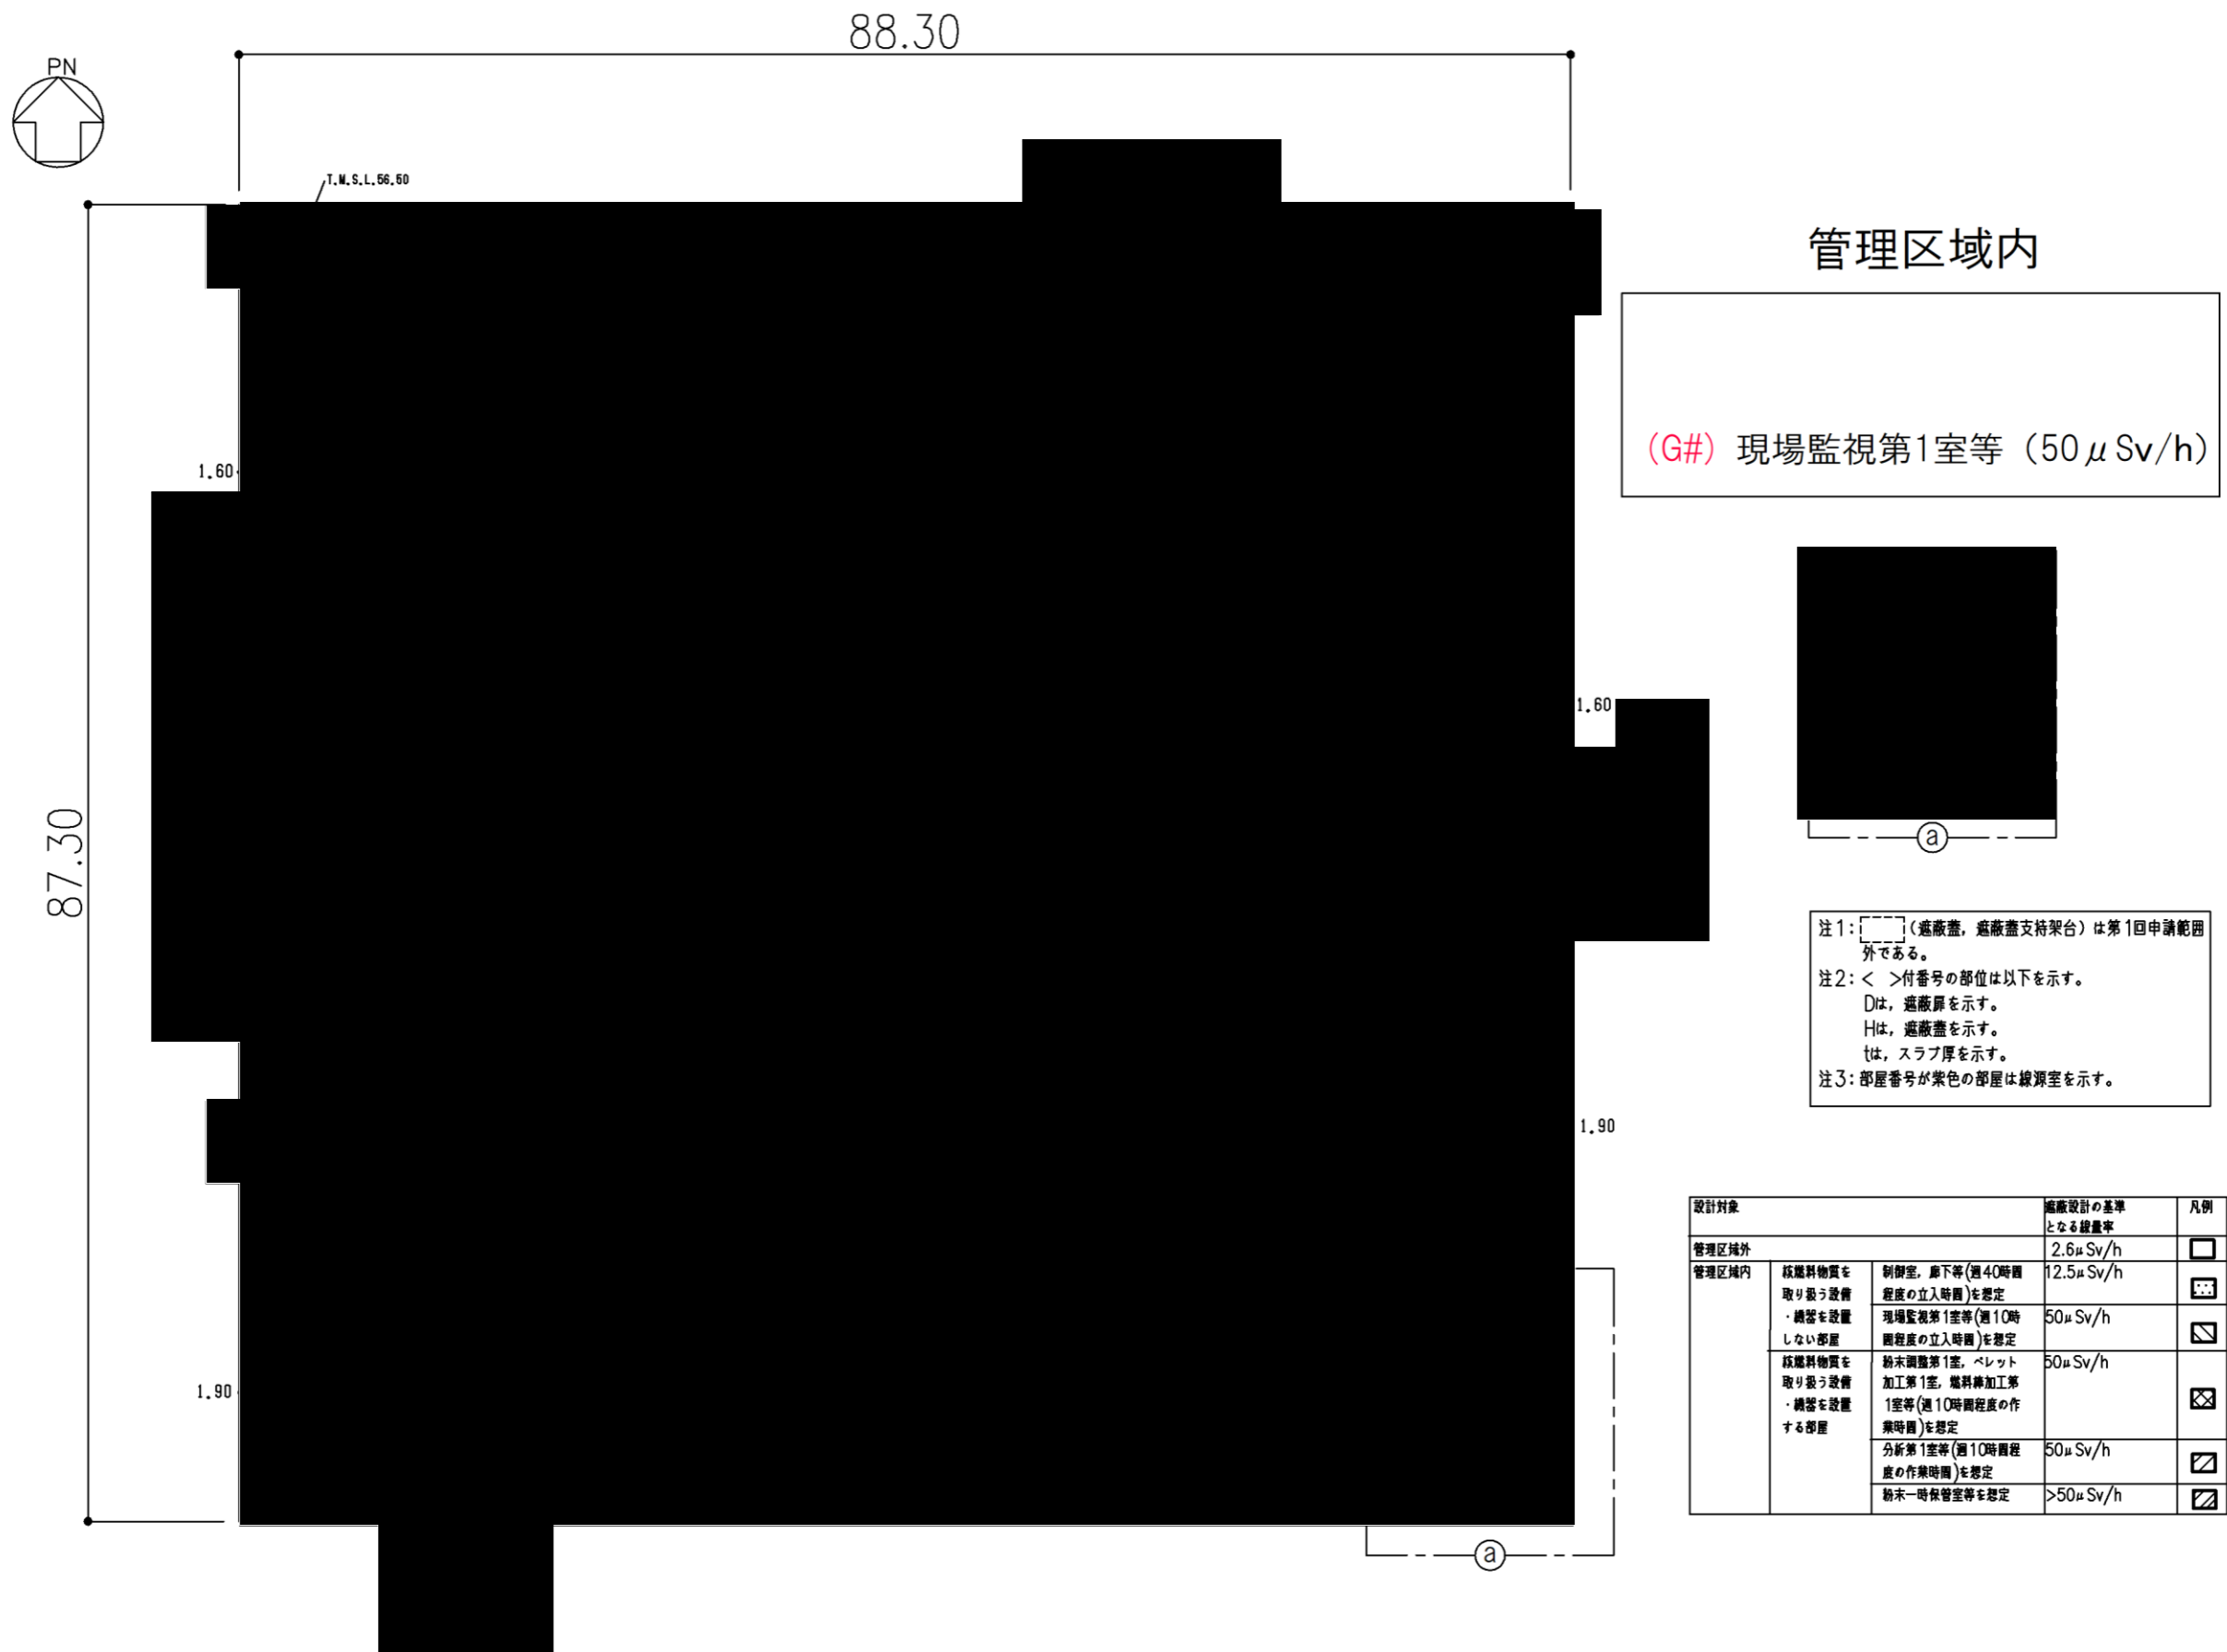 88.30
PN
T.M.S.L.56.50
管理区域内
(G#) 現場監視第1室等（50μSv/h）
1.60
1.60
87.30
ⓐ
注1: （遮蔽蓋，遮蔽蓋支持架台）は第1回申請範囲
外である。
注2：< >付番号の部位は以下を示す。
Dは，遮蔽扉を示す。
Hは，遮蔽蓋を示す。
tは，スラブ厚を示す。
注3：部屋番号が紫色の部屋は線源室を示す。
1.90
1.90
ⓐ
設計対象 遮蔽設計の基準となる線量率 凡例
管理区域外 2.6μSv/h
管理区域内 核燃料物質を取り扱う設備・機器を設置しない部屋 制御室，廊下等(週40時間程度の立入時間)を想定 12.5μSv/h
現場監視第1室等(週10時間程度の立入時間)を想定 50μSv/h
核燃料物質を取り扱う設備・機器を設置する部屋 粉末調整第1室，ペレット加工第1室，燃料棒加工第1室等(週10時間程度の作業時間)を想定 50μSv/h
分析第1室等(週10時間程度の作業時間)を想定 50μSv/h
粉末一時保管室等を想定 >50μSv/h